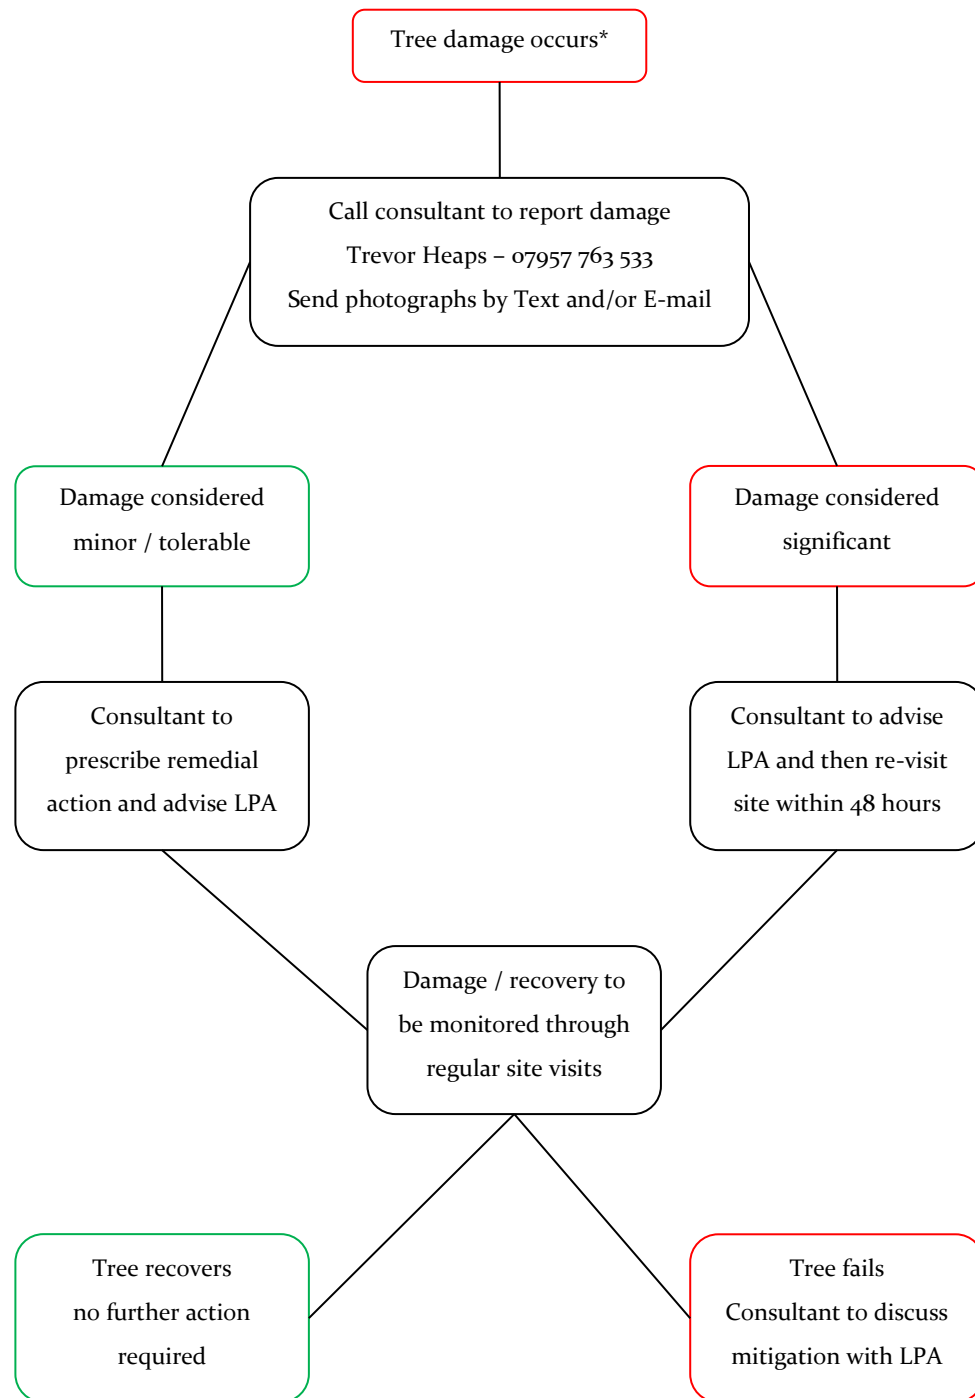 Tree damage occurs*
Call consultant to report damage
Trevor Heaps – 07957 763 533
Send photographs by Text and/or E-mail
Damage considered
minor / tolerable
Damage considered
significant
Consultant to
prescribe remedial
action and advise LPA
Consultant to advise
LPA and then re-visit
site within 48 hours
Damage / recovery to
be monitored through
regular site visits
Tree recovers
no further action
required
Tree fails
Consultant to discuss
mitigation with LPA